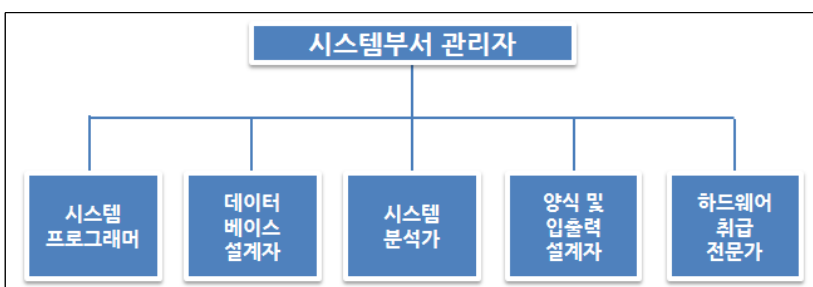 시스템부서 관리자
시스템
프로그래머
데이터
베이스
설계자
시스템
분석가
양식 및
입출력
설계자
하드웨어
취급
전문가